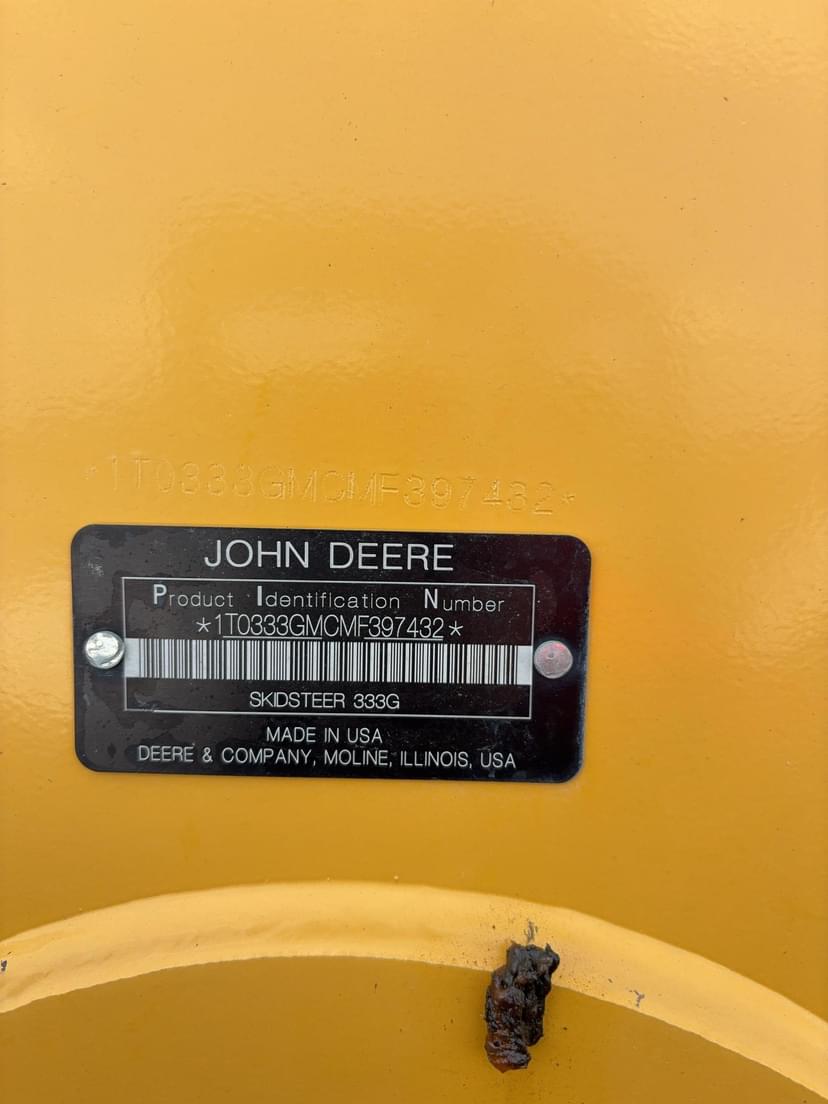 *1T0333GMCMF397432*
JOHN DEERE
Product Identification Number
*1T0333GMCMF397432*
SKIDSTEER 333G
MADE IN USA
DEERE & COMPANY, MOLINE, ILLINOIS, USA